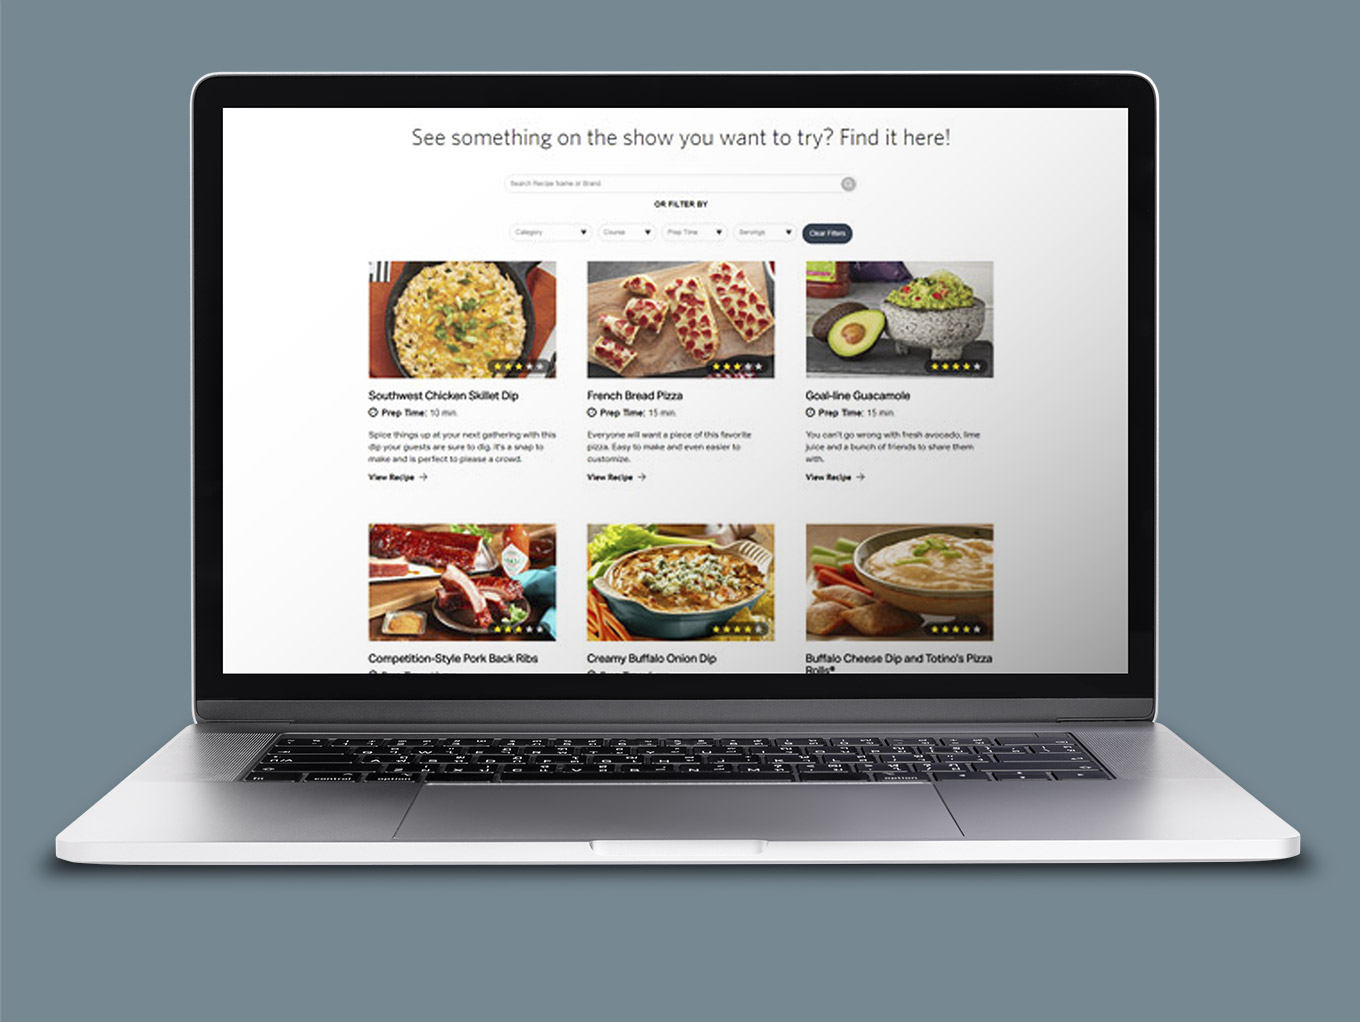 See something on the show you want to try? Find it here!
Search Recipe Name or Brand
OR FILTER BY
Category Course Prep Time Servings Clear Filters
Southwest Chicken Skillet Dip
Prep Time: 10 min.
Spice things up at your next gathering with this
dip your guests are sure to dig. It's a snap to
make and is perfect to please a crowd.
View Recipe →
French Bread Pizza
Prep Time: 15 min.
Everyone will want a piece of this favorite
pizza. Easy to make and even easier to
customize.
View Recipe →
Goal-line Guacamole
Prep Time: 15 min.
You can't go wrong with fresh avocado, lime
juice and a bunch of friends to share them
with.
View Recipe →
Competition-Style Pork Back Ribs
Creamy Buffalo Onion Dip
Buffalo Cheese Dip and Totino's Pizza
Rolls®
fn control option option